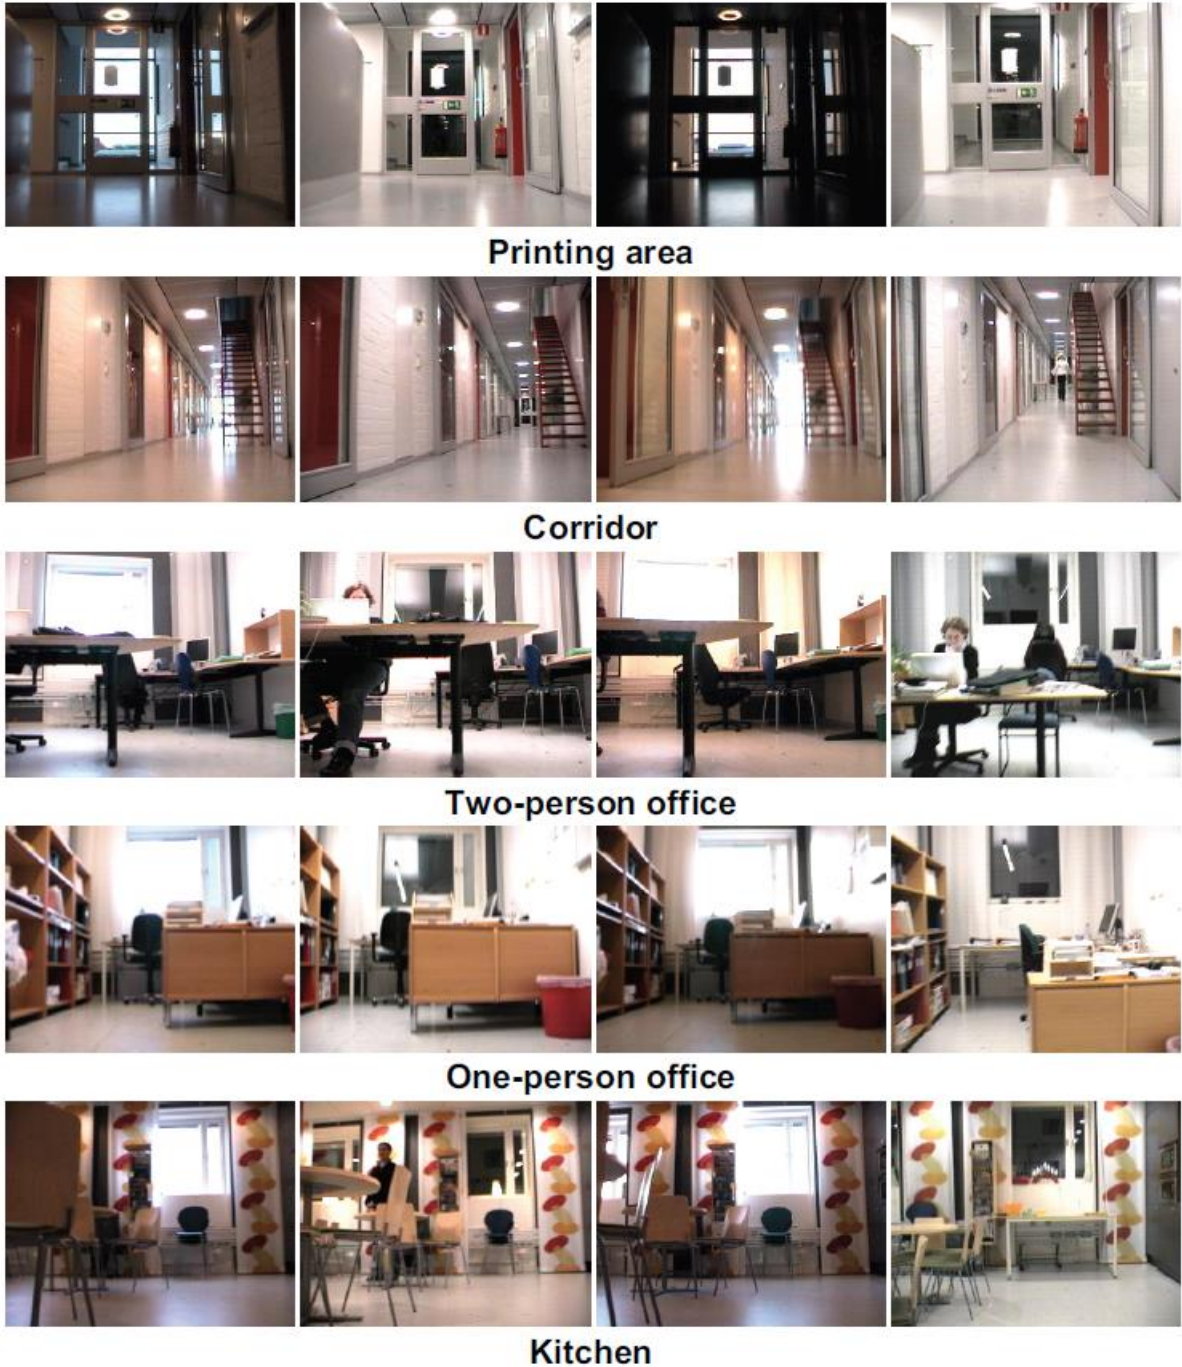 Printing area
Corridor
Two-person office
One-person office
Kitchen